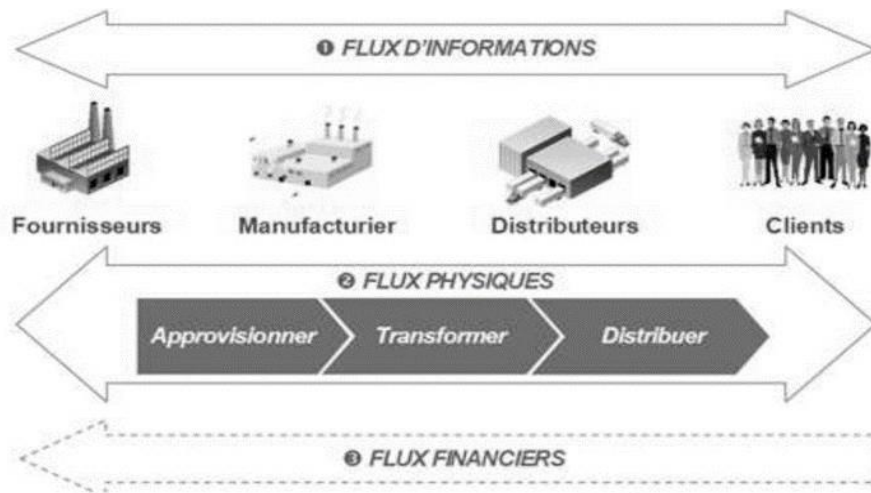 ❶ FLUX D'INFORMATIONS
Fournisseurs Manufacturier Distributeurs Clients
❷ FLUX PHYSIQUES
Approvisionner Transformer Distribuer
❸ FLUX FINANCIERS